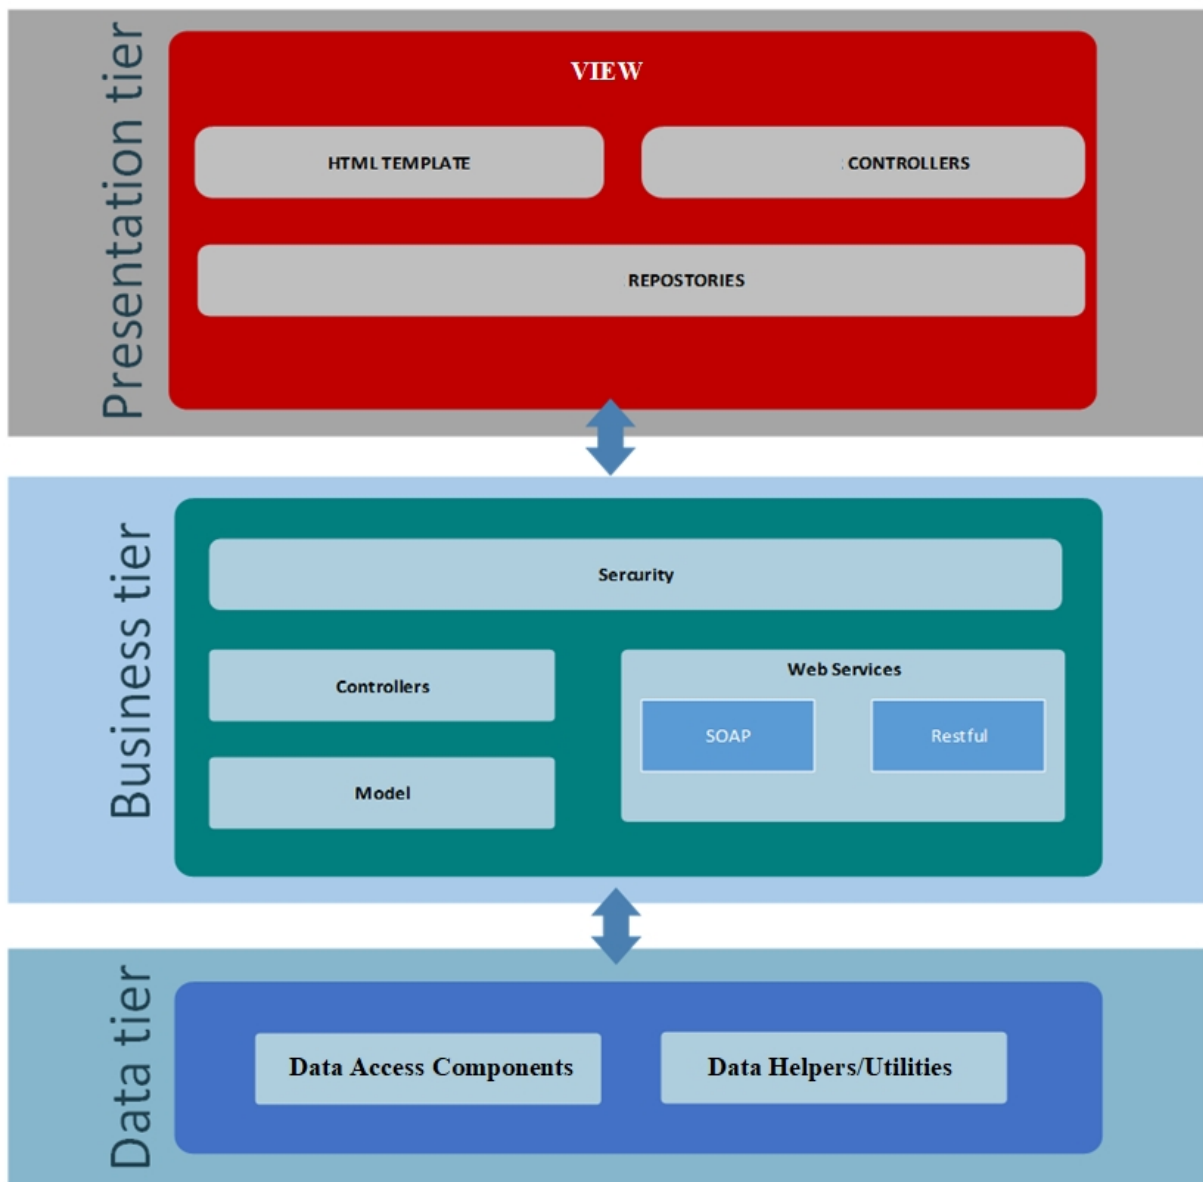 Presentation tier
VIEW
HTML TEMPLATE
CONTROLLERS
REPOSTORIES
Business tier
Sercurity
Controllers
Web Services
SOAP
Restful
Model
Data tier
Data Access Components
Data Helpers/Utilities